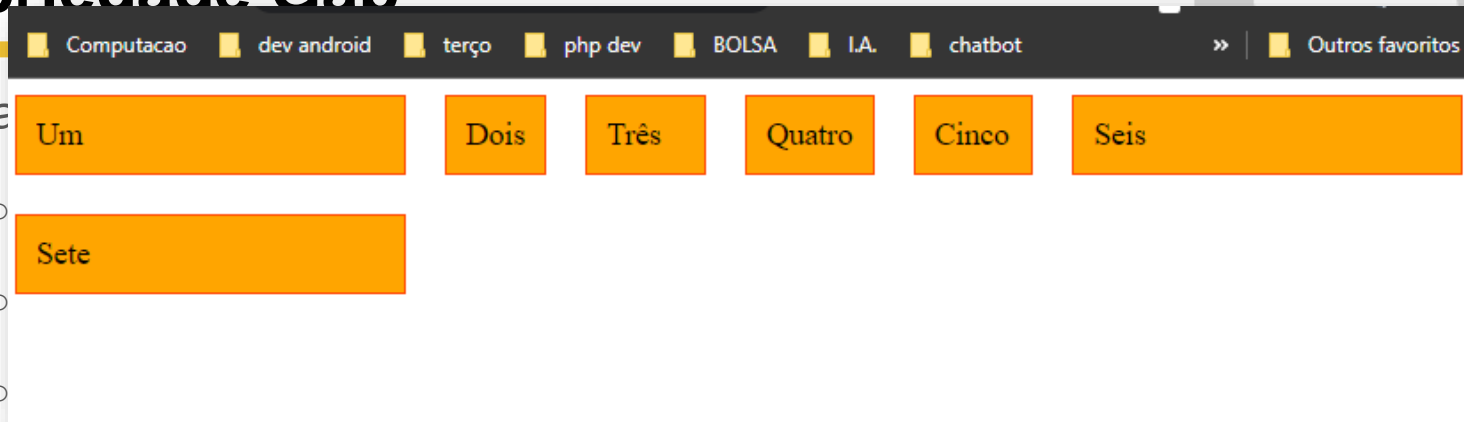 Computacao dev android terço php dev BOLSA I.A. chatbot » Outros favoritos
Um Dois Três Quatro Cinco Seis
Sete